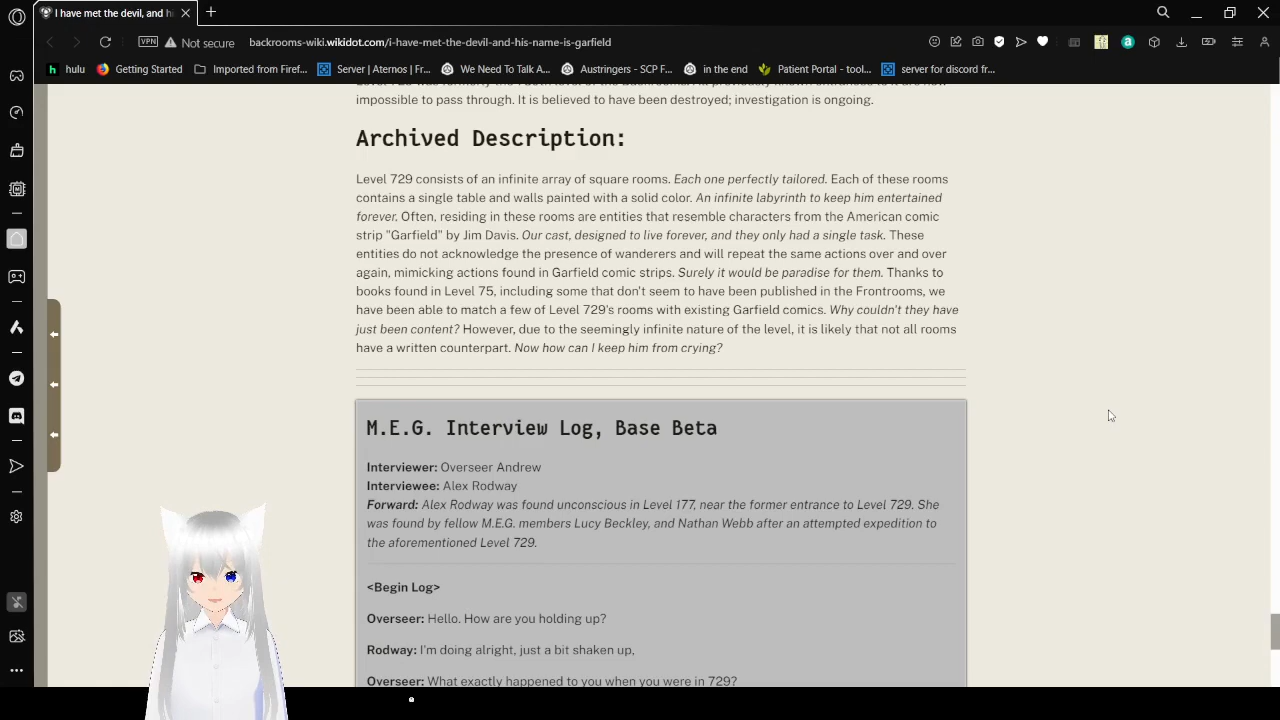 I have met the devil, and hi
VPN
Not secure
backrooms-wiki.wikidot.com/i-have-met-the-devil-and-his-name-is-garfield
hulu
Getting Started
Imported from Firef...
Server | Aternos | Fr...
We Need To Talk A...
Austringers - SCP F...
in the end
Patient Portal - tool...
server for discord fr...
impossible to pass through. It is believed to have been destroyed; investigation is ongoing.
Archived Description:
Level 729 consists of an infinite array of square rooms. Each one perfectly tailored. Each of these rooms
contains a single table and walls painted with a solid color. An infinite labyrinth to keep him entertained
forever. Often, residing in these rooms are entities that resemble characters from the American comic
strip "Garfield" by Jim Davis. Our cast, designed to live forever, and they only had a single task. These
entities do not acknowledge the presence of wanderers and will repeat the same actions over and over
again, mimicking actions found in Garfield comic strips. Surely it would be paradise for them. Thanks to
books found in Level 75, including some that don't seem to have been published in the Frontrooms, we
have been able to match a few of Level 729's rooms with existing Garfield comics. Why couldn't they have
just been content? However, due to the seemingly infinite nature of the level, it is likely that not all rooms
have a written counterpart. Now how can I keep him from crying?
M.E.G. Interview Log, Base Beta
Interviewer: Overseer Andrew
Interviewee: Alex Rodway
Forward: Alex Rodway was found unconscious in Level 177, near the former entrance to Level 729. She
was found by fellow M.E.G. members Lucy Beckley, and Nathan Webb after an attempted expedition to
the aforementioned Level 729.
<Begin Log>
Overseer: Hello. How are you holding up?
Rodway: I'm doing alright, just a bit shaken up,
Overseer: What exactly happened to you when you were in 729?